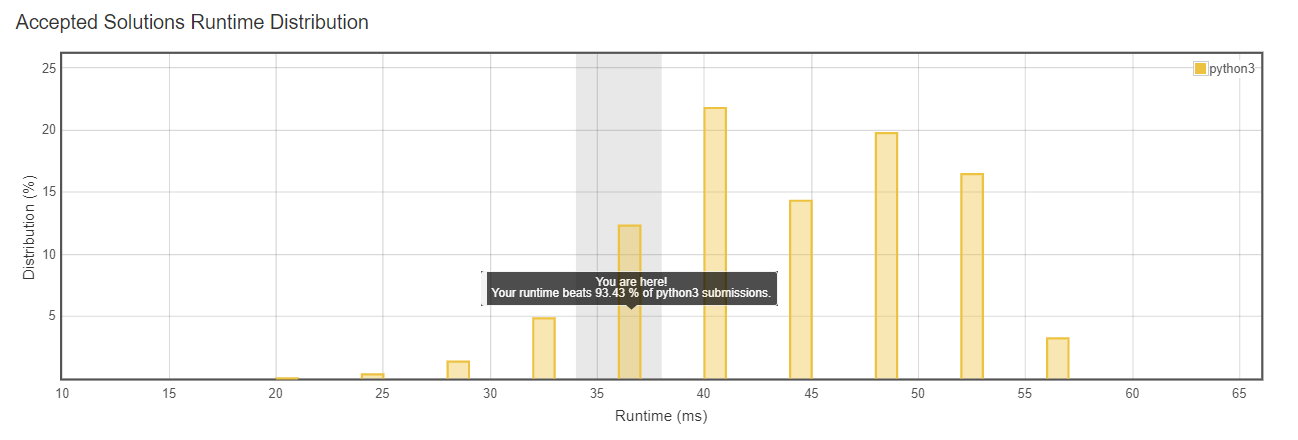 Accepted Solutions Runtime Distribution
25
python3
20
15
10
5
Distribution (%)
You are here!
Your runtime beats 93.43 % of python3 submissions.
10 15 20 25 30 35 40 45 50 55 60 65
Runtime (ms)